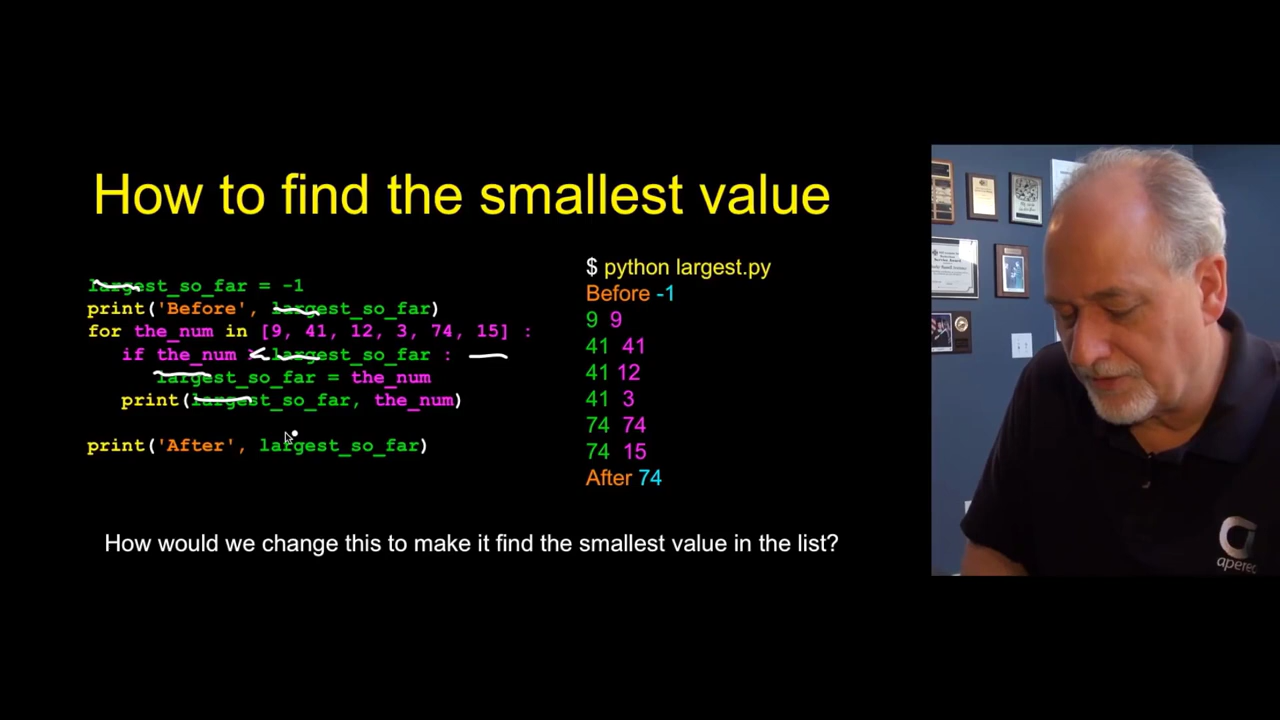 How to find the smallest value
largest_so_far = -1
print('Before', largest_so_far)
for the_num in [9, 41, 12, 3, 74, 15] :
if the_num < largest_so_far :
largest_so_far = the_num
print(largest_so_far, the_num)
print('After', largest_so_far)
$ python largest.py
Before -1
9 9
41 41
41 12
41 3
74 74
74 15
After 74
How would we change this to make it find the smallest value in the list?
apereo